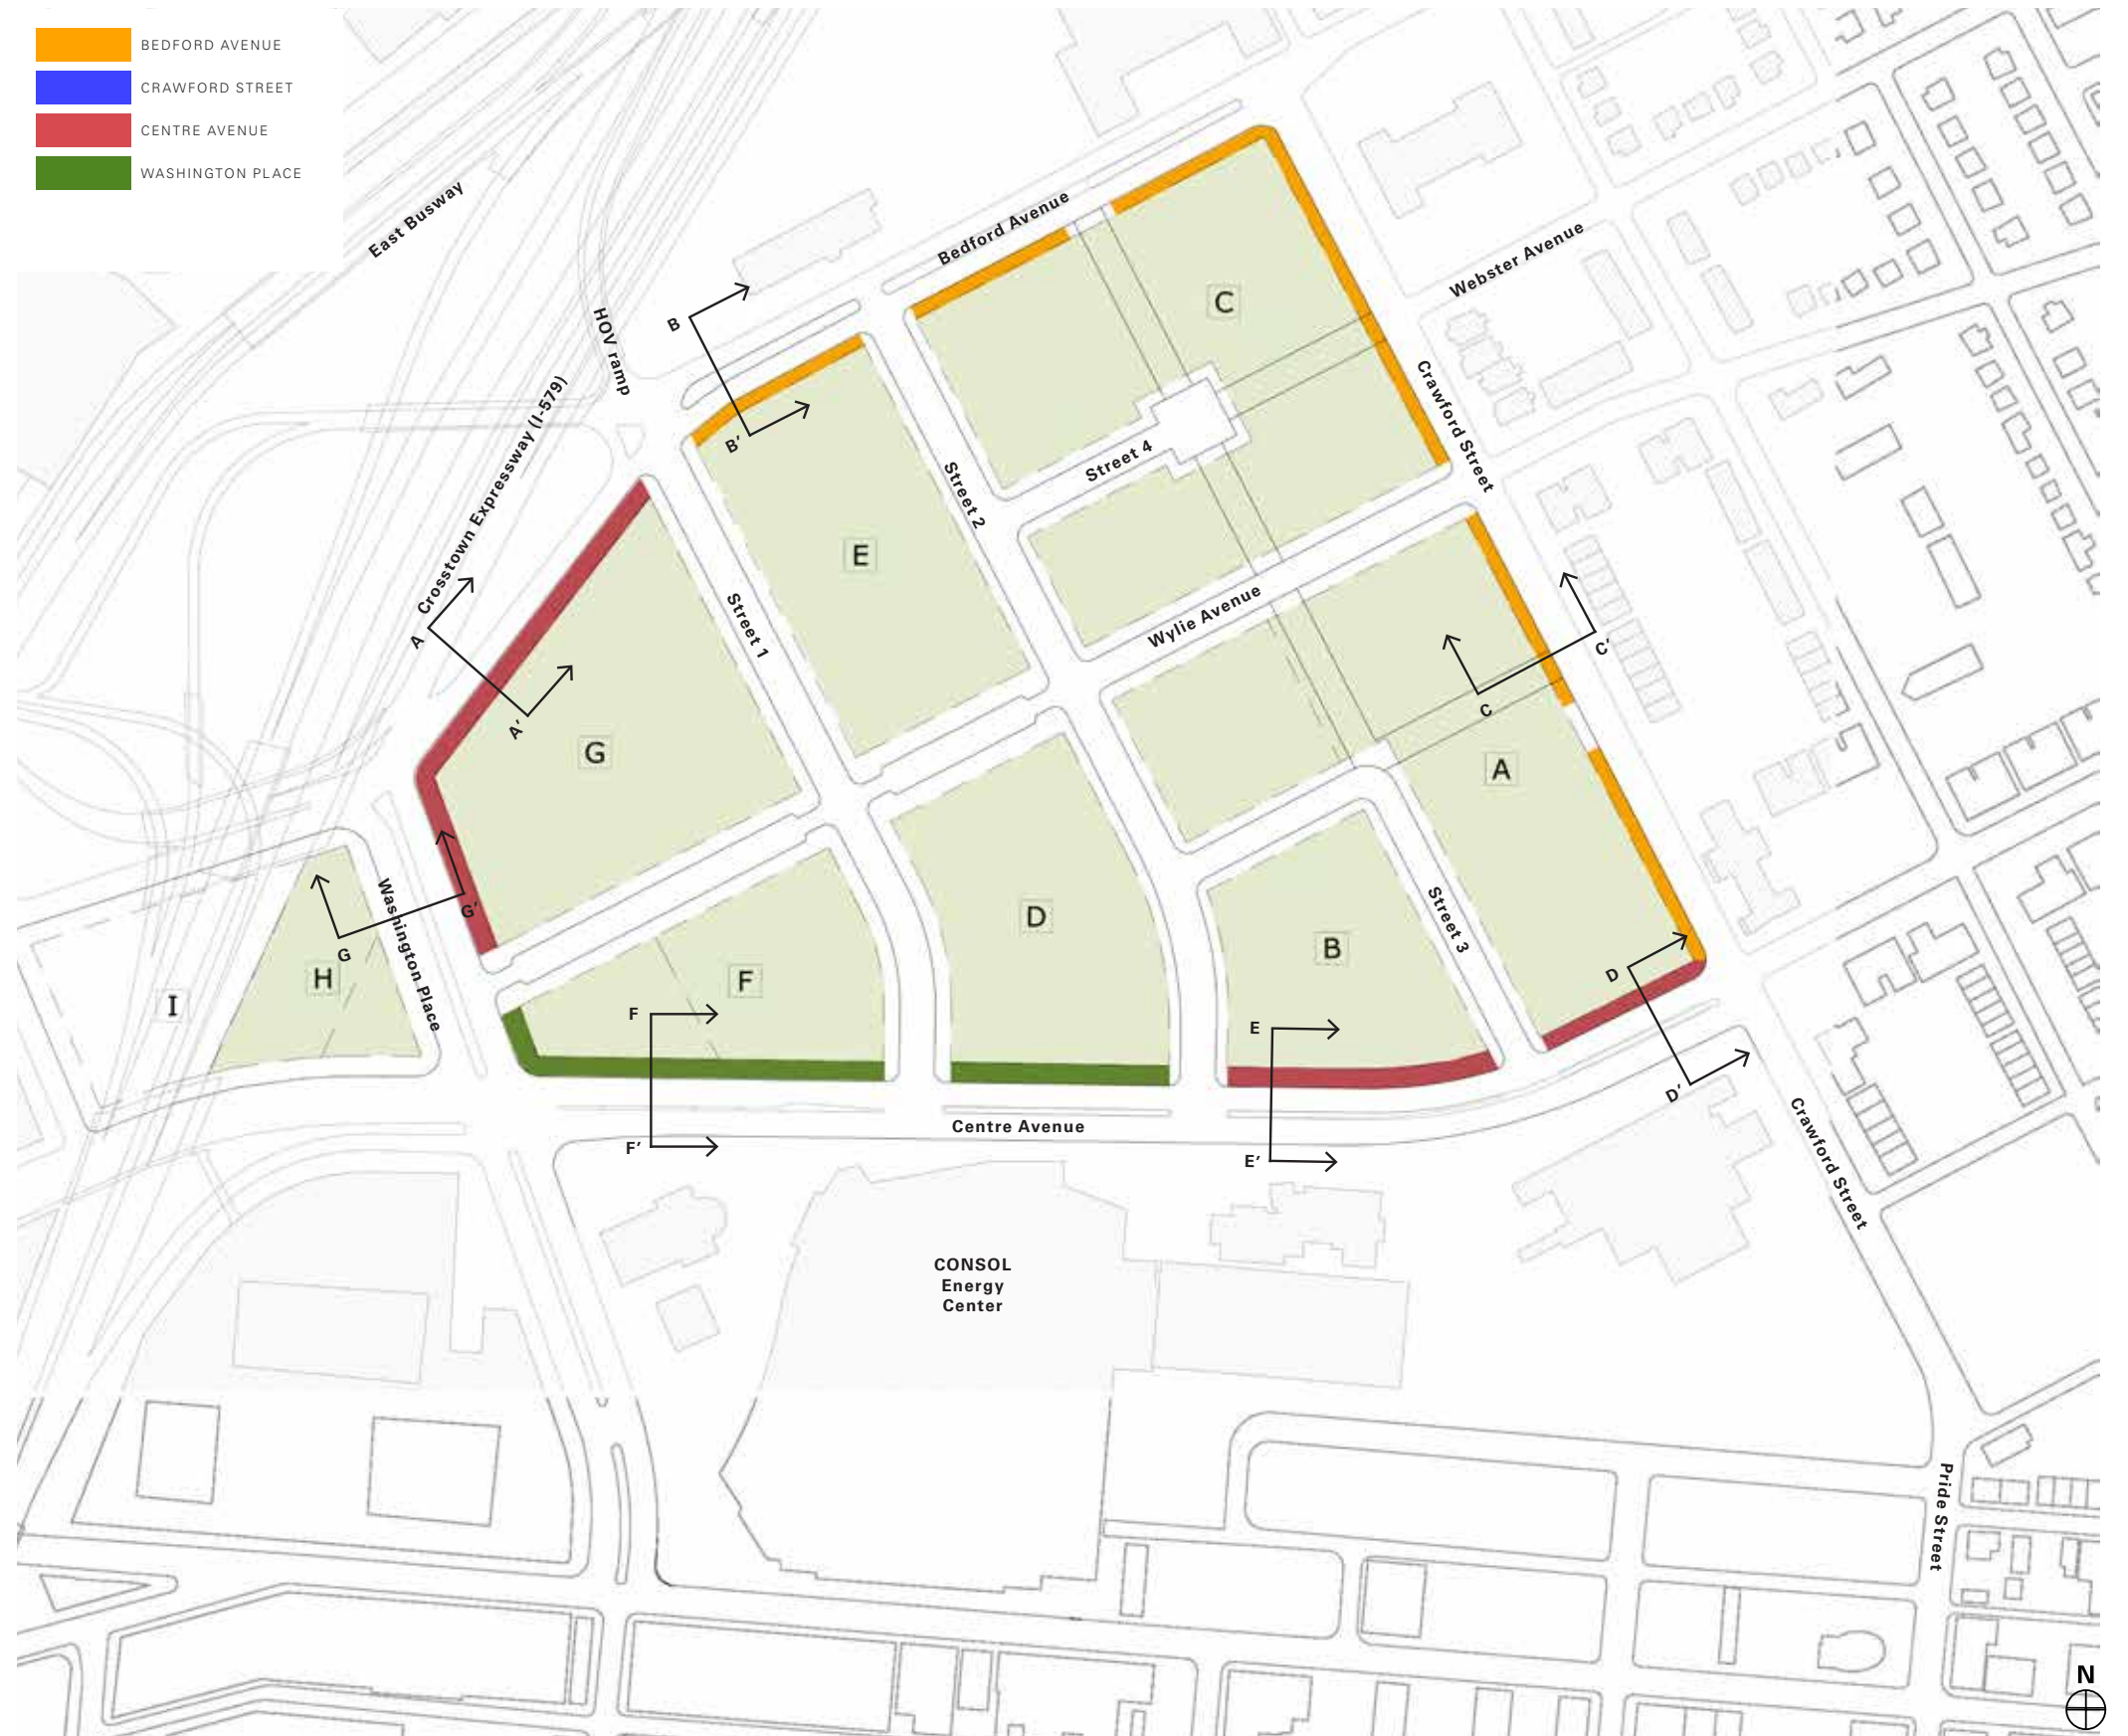 BEDFORD AVENUE
CRAWFORD STREET
CENTRE AVENUE
WASHINGTON PLACE
East Busway
HOV ramp
Crosstown Expressway (I-579)
Bedford Avenue
Webster Avenue
Crawford Street
B
B'
C
Street 4
Street 2
E
Street 1
Wylie Avenue
A
A'
G
C'
C
A
G'
G
Washington Place
H
I
F
D
B
Street 3
D
D'
F
F'
E
E'
Centre Avenue
Crawford Street
CONSOL
Energy
Center
Pride Street
N